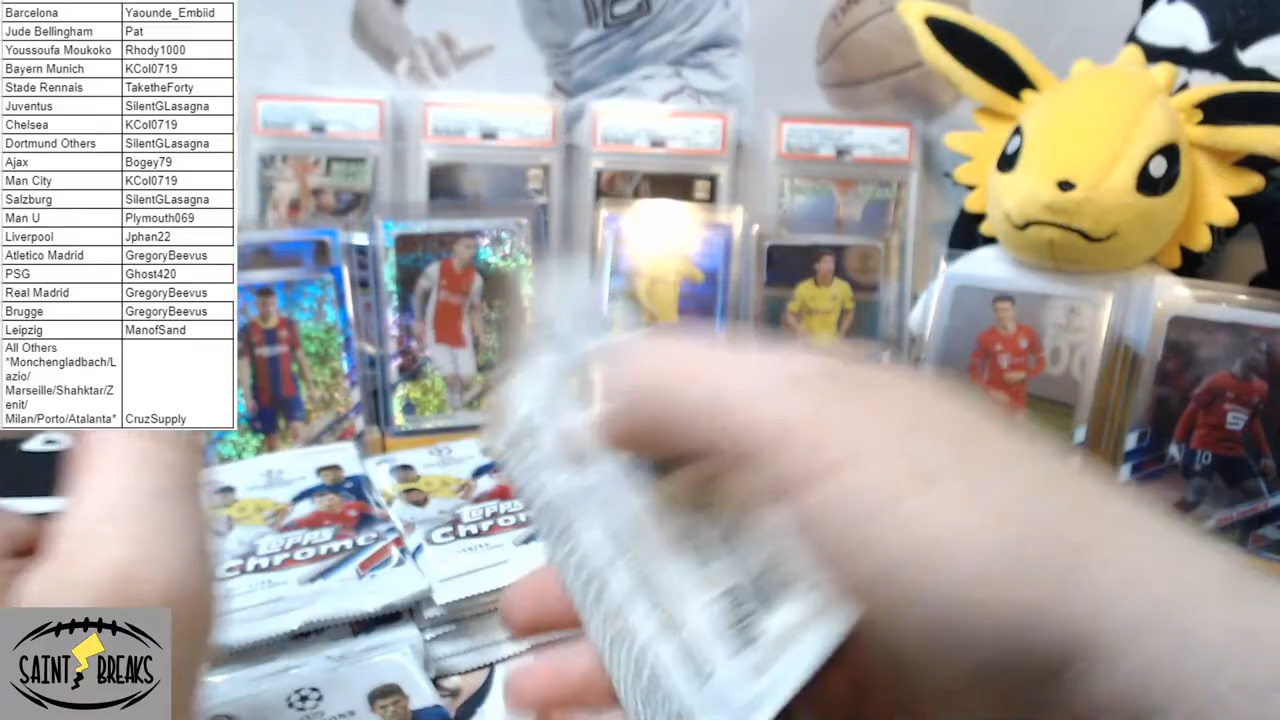 Barcelona Yaounde_Embiid
Jude Bellingham Pat
Youssoufa Moukoko Rhody1000
Bayern Munich KCol0719
Stade Rennais TaketheForty
Juventus SilentGLasagna
Chelsea KCol0719
Dortmund Others SilentGLasagna
Ajax Bogey79
Man City KCol0719
Salzburg SilentGLasagna
Man U Plymouth069
Liverpool Jphan22
Atletico Madrid GregoryBeevus
PSG Ghost420
Real Madrid GregoryBeevus
Brugge GregoryBeevus
Leipzig ManofSand
All Others
*Monchengladbach/L
azio/
Marseille/Shahktar/Z
enit/
Milan/Porto/Atalanta* CruzSupply
TOPPS
Chrome
TOPPS
Chro
10
SAINT BREAKS